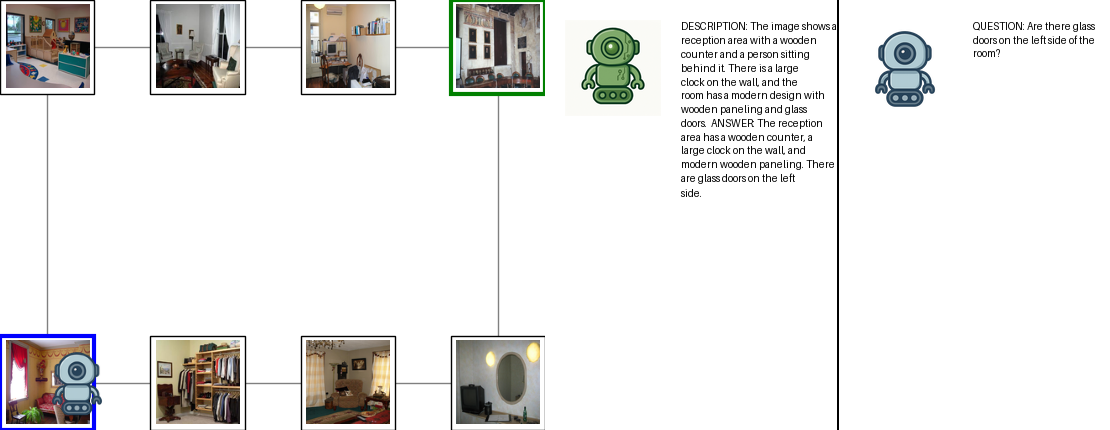 DESCRIPTION: The image shows a
reception area with a wooden
counter and a person sitting
behind it. There is a large
clock on the wall, and the
room has a modern design with
wooden paneling and glass
doors. ANSWER: The reception
area has a wooden counter, a
large clock on the wall, and
modern wooden paneling. There
are glass doors on the left
side.
QUESTION: Are there glass
doors on the left side of the
room?